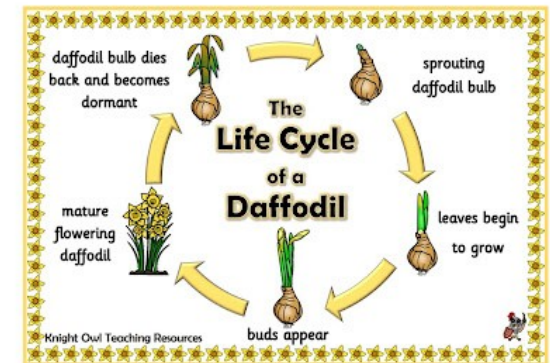 The
Life Cycle
of a
Daffodil
sprouting
daffodil bulb
leaves begin
to grow
buds appear
mature
flowering
daffodil
daffodil bulb dies
back and becomes
dormant
Knight Owl Teaching Resources